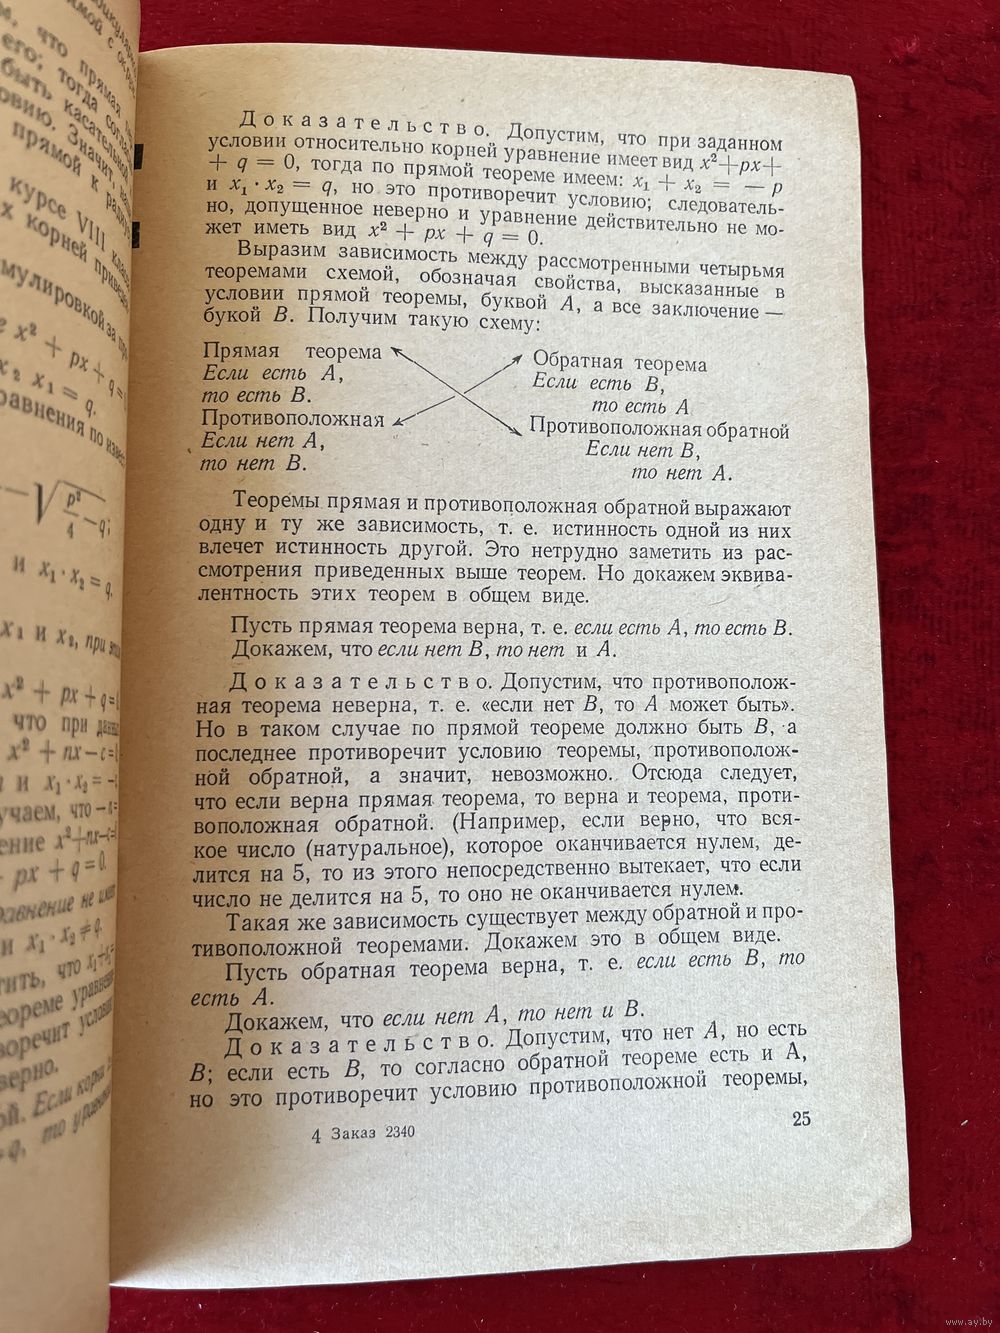 Доказательство. Допустим, что при заданном
условии относительно корней уравнение имеет вид x²+px+
+ q = 0, тогда по прямой теореме имеем: x₁ + x₂ = — p
и x₁ · x₂ = q, но это противоречит условию; следователь-
но, допущенное неверно и уравнение действительно не мо-
жет иметь вид x² + px + q = 0.
Выразим зависимость между рассмотренными четырьмя
теоремами схемой, обозначая свойства, высказанные в
условии прямой теоремы, буквой A, а все заключение —
букой B. Получим такую схему:
Прямая теорема
Если есть A,
то есть B.
Противоположная
Если нет A,
то нет B.
Обратная теорема
Если есть B,
то есть A
Противоположная обратной
Если нет B,
то нет A.
Теоремы прямая и противоположная обратной выражают
одну и ту же зависимость, т. е. истинность одной из них
влечет истинность другой. Это нетрудно заметить из рас-
смотрения приведенных выше теорем. Но докажем эквива-
лентность этих теорем в общем виде.
Пусть прямая теорема верна, т. е. если есть A, то есть B.
Докажем, что если нет B, то нет и A.
Доказательство. Допустим, что противополож-
ная теорема неверна, т. е. «если нет B, то A может быть».
Но в таком случае по прямой теореме должно быть B, а
последнее противоречит условию теоремы, противополож-
ной обратной, а значит, невозможно. Отсюда следует,
что если верна прямая теорема, то верна и теорема, проти-
воположная обратной. (Например, если верно, что вся-
кое число (натуральное), которое оканчивается нулем, де-
лится на 5, то из этого непосредственно вытекает, что если
число не делится на 5, то оно не оканчивается нулем.
Такая же зависимость существует между обратной и про-
тивоположной теоремами. Докажем это в общем виде.
Пусть обратная теорема верна, т. е. если есть B, то
есть A.
Докажем, что если нет A, то нет и B.
Доказательство. Допустим, что нет A, но есть
B; если есть B, то согласно обратной теореме есть и A,
но это противоречит условию противоположной теоремы,
4 Заказ 2340
25
www.ay.by